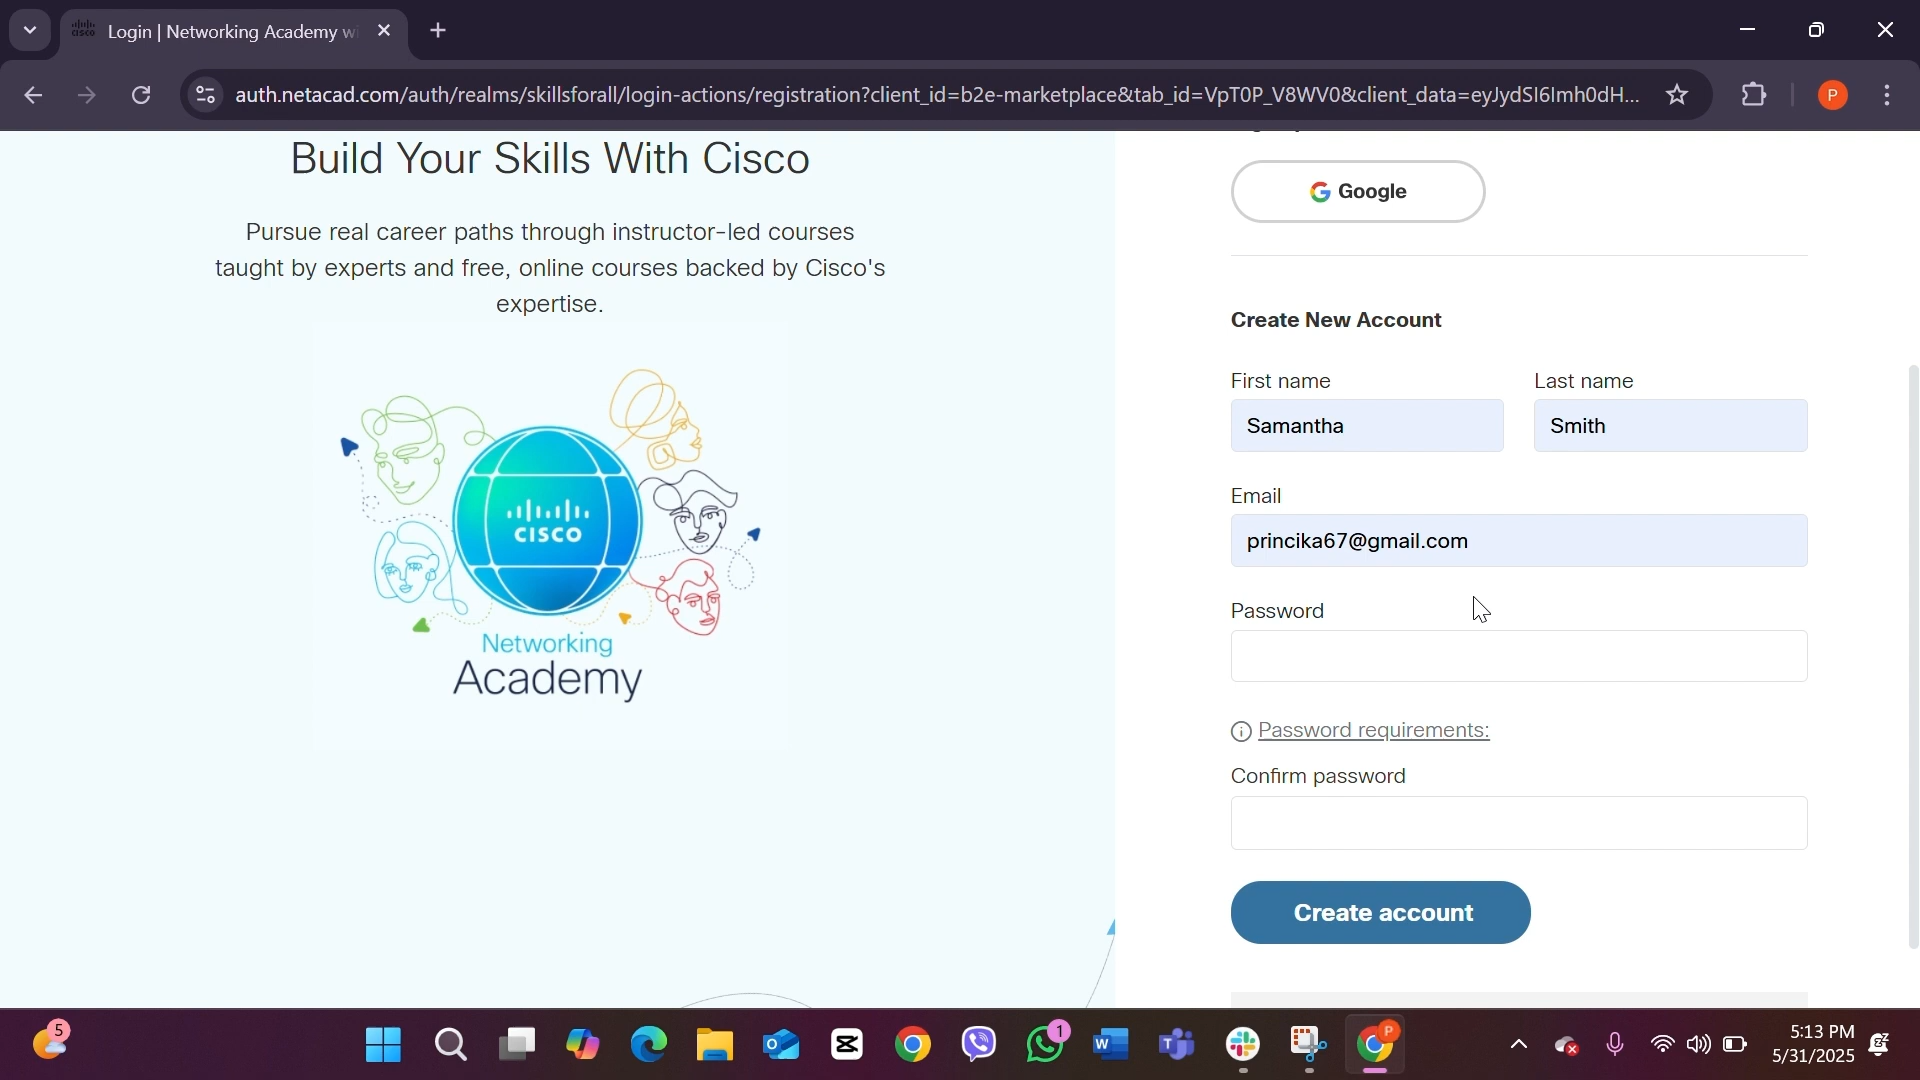 Login | Networking Academy wi
auth.netacad.com/auth/realms/skillsforall/login-actions/registration?client_id=b2e-marketplace&tab_id=VpT0P_V8WV0&client_data=eyJydSI6Imh0dH...
P
Build Your Skills With Cisco
Pursue real career paths through instructor-led courses
taught by experts and free, online courses backed by Cisco's
expertise.
CISCO
Networking
Academy
Google
Create New Account
First name
Last name
Samantha
Smith
Email
princika67@gmail.com
Password
Password requirements:
Confirm password
Create account
5
1
P
5:13 PM
5/31/2025